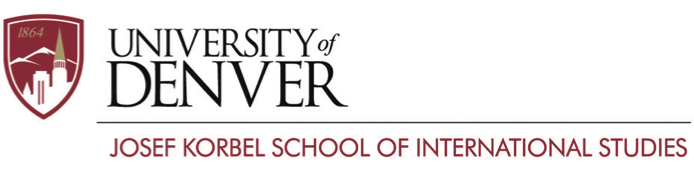 1864
UNIVERSITY of
DENVER
JOSEF KORBEL SCHOOL OF INTERNATIONAL STUDIES